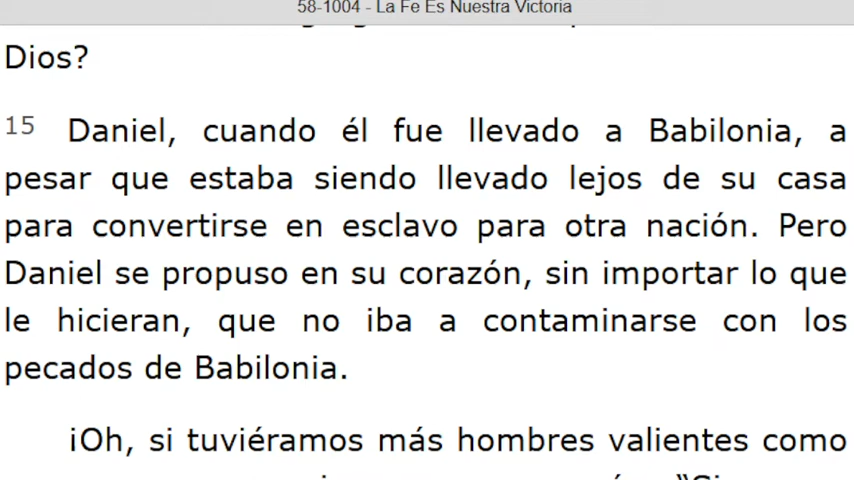 58-1004 - La Fe Es Nuestra Victoria
Dios?
15 Daniel, cuando él fue llevado a Babilonia, a
pesar que estaba siendo llevado lejos de su casa
para convertirse en esclavo para otra nación. Pero
Daniel se propuso en su corazón, sin importar lo que
le hicieran, que no iba a contaminarse con los
pecados de Babilonia.
¡Oh, si tuviéramos más hombres valientes como